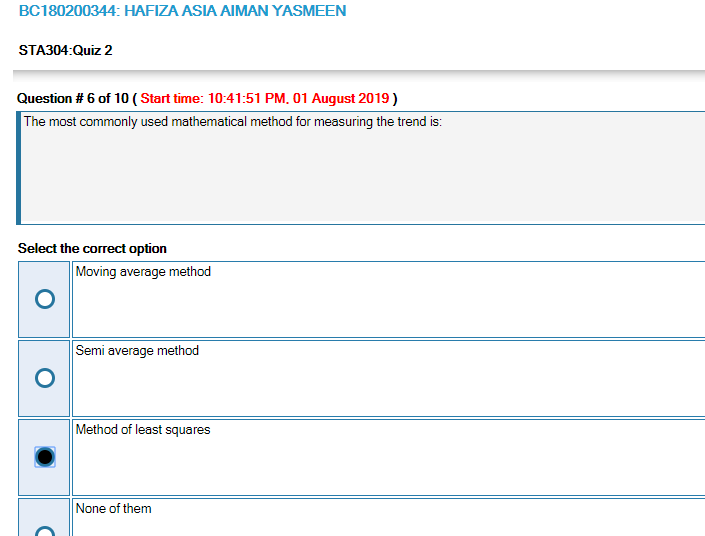 BC180200344: HAFIZA ASIA AIMAN YASMEEN
STA304:Quiz 2
Question # 6 of 10 ( Start time: 10:41:51 PM, 01 August 2019 )
The most commonly used mathematical method for measuring the trend is:
Select the correct option
Moving average method
Semi average method
Method of least squares
None of them